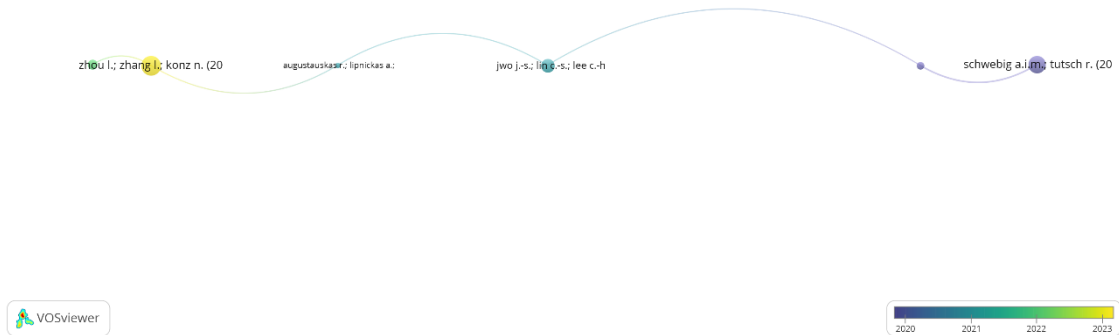 zhou l.; zhang l.; konz n. (20
augustauskas r.; lipnickas a.;
jwo j.-s.; lin c.-s.; lee c.-h
schwebig a.i.m.; tutsch r. (20
VOSviewer
2020 2021 2022 2023